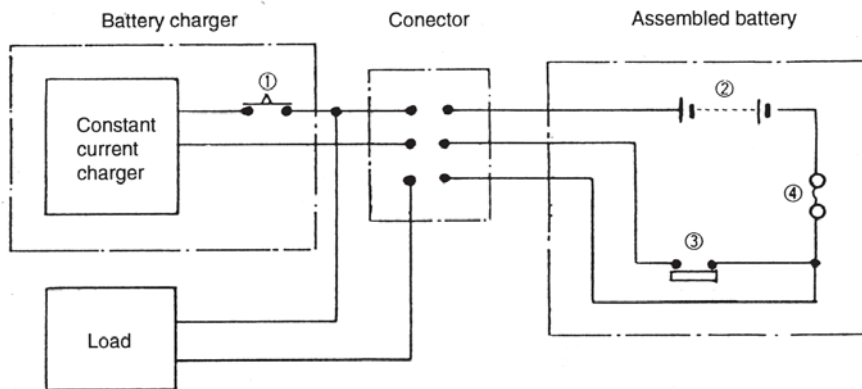 Battery charger
Conector
Assembled battery
①
②
Constant
current
charger
④
③
Load